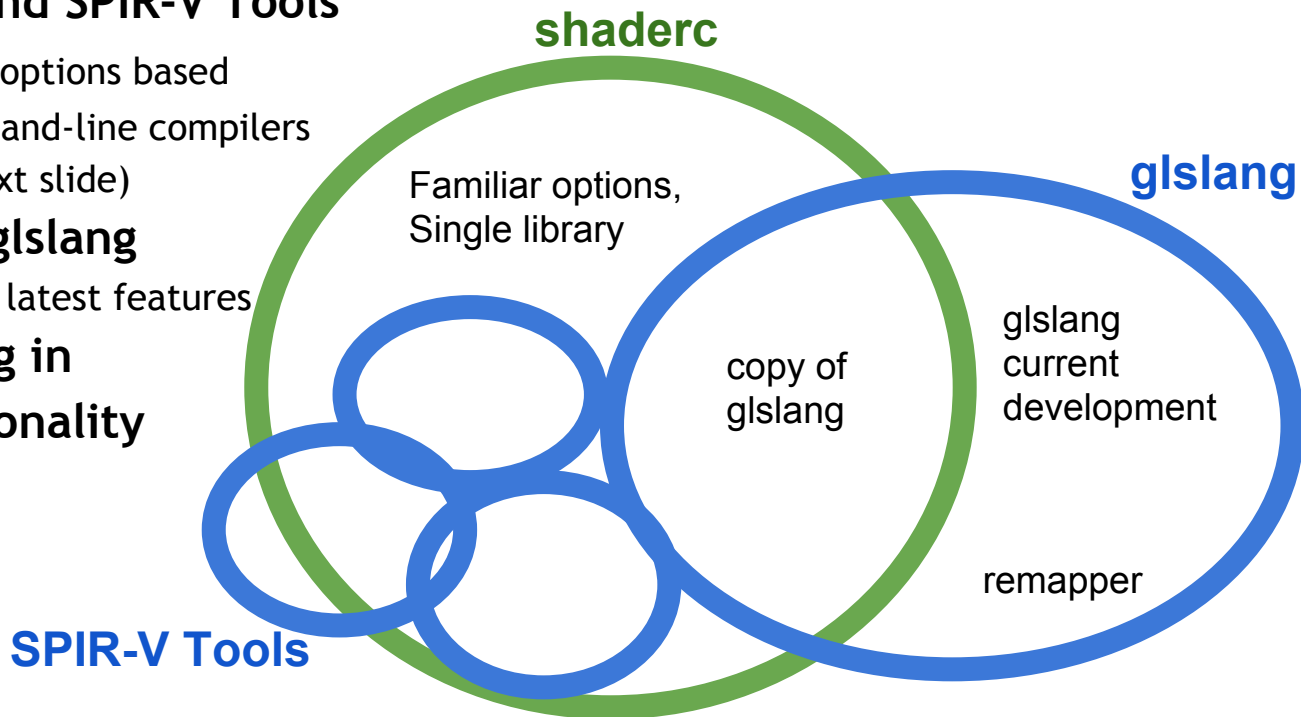 nd SPIR-V Tools
options based
and-line compilers
xt slide)
glslang
latest features
g in
onality
shaderc
Familiar options,
Single library
glslang
copy of
glslang
glslang
current
development
remapper
SPIR-V Tools